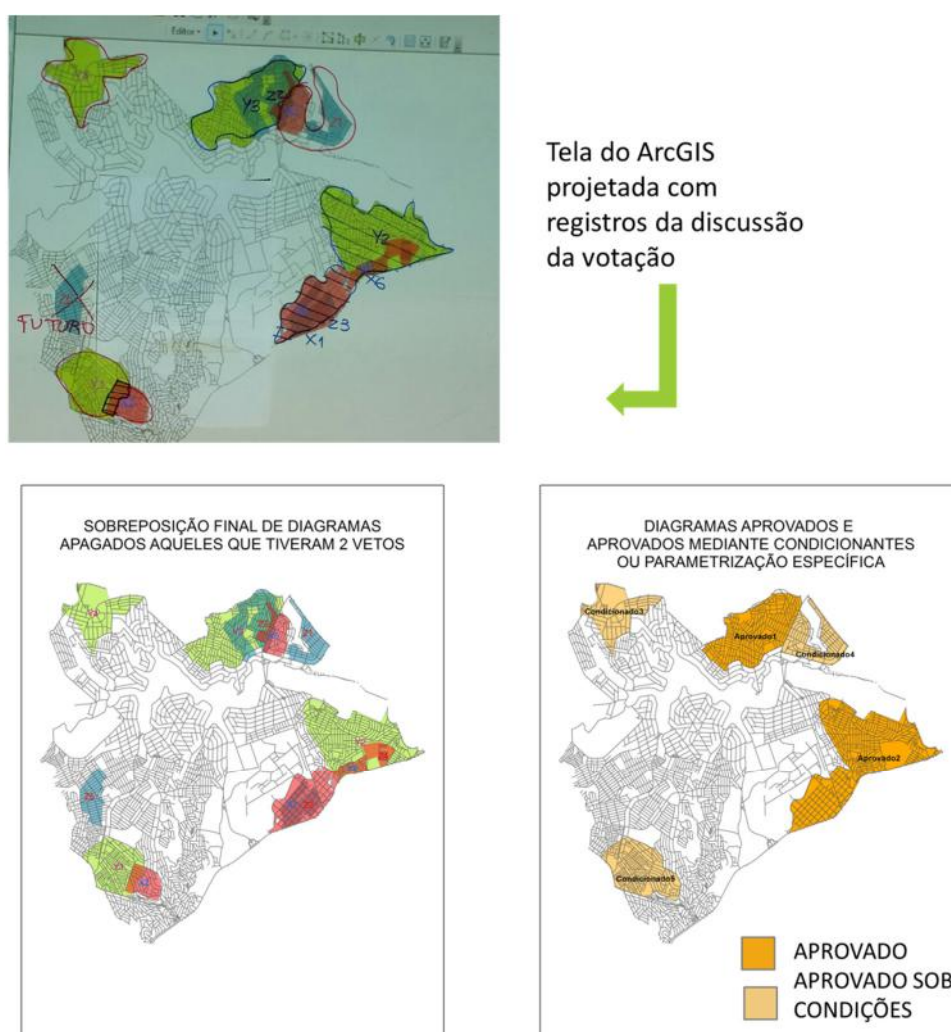 Editor
Y3
Z2
Y2
X6
Z3
X1
FUTURO
Tela do ArcGIS
projetada com
registros da discussão
da votação
SOBREPOSIÇÃO FINAL DE DIAGRAMAS
APAGADOS AQUELES QUE TIVERAM 2 VETOS
DIAGRAMAS APROVADOS E
APROVADOS MEDIANTE CONDICIONANTES
OU PARAMETRIZAÇÃO ESPECÍFICA
Condicionado3
Aprovado1
Condicionado4
Aprovado2
Condicionado5
APROVADO
APROVADO SOB
CONDIÇÕES